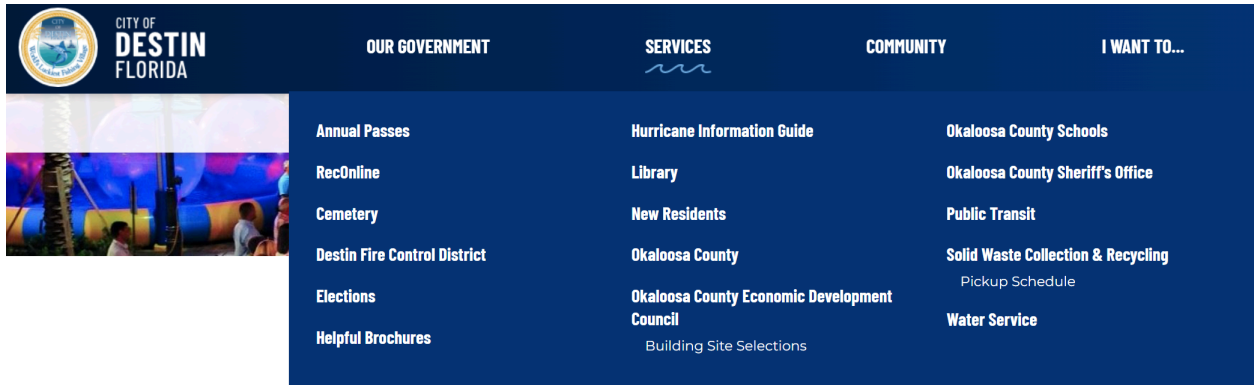 CITY OF
DESTIN
FLORIDA
OUR GOVERNMENT
SERVICES
COMMUNITY
I WANT TO...
Annual Passes
RecOnline
Cemetery
Destin Fire Control District
Elections
Helpful Brochures
Hurricane Information Guide
Library
New Residents
Okaloosa County
Okaloosa County Economic Development
Council
Building Site Selections
Okaloosa County Schools
Okaloosa County Sheriff's Office
Public Transit
Solid Waste Collection & Recycling
Pickup Schedule
Water Service